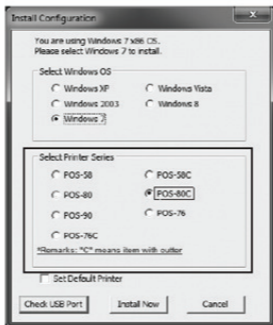 Install Configuration
You are using Windows 7 x86 OS.
Please select Windows 7 to install.
Select Windows OS
Windows XP
Windows Vista
Windows 2003
Windows 8
Windows 7
Select Printer Series
POS-58
POS-58C
POS-80
POS-80C
POS-90
POS-76
POS-76C
*Remarks: "C" means item with cutter
Set Default Printer
Check USB Port
Install Now
Cancel